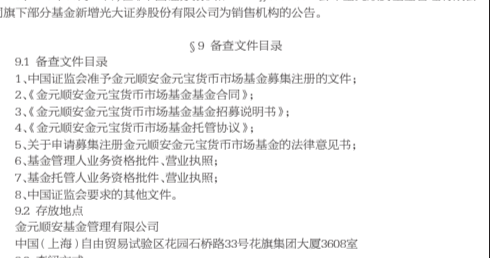 旗下部分基金新增光大证券股份有限公司为销售机构的公告。
§9 备查文件目录
9.1 备查文件目录
1、中国证监会准予金元顺安金元宝货币市场基金募集注册的文件；
2、《金元顺安金元宝货币市场基金基金合同》；
3、《金元顺安金元宝货币市场基金基金招募说明书》；
4、《金元顺安金元宝货币市场基金托管协议》；
5、关于申请募集注册金元顺安金元宝货币市场基金的法律意见书；
6、基金管理人业务资格批件、营业执照；
7、基金托管人业务资格批件、营业执照；
8、中国证监会要求的其他文件。
9.2 存放地点
金元顺安基金管理有限公司
中国（上海）自由贸易试验区花园石桥路33号花旗集团大厦3608室